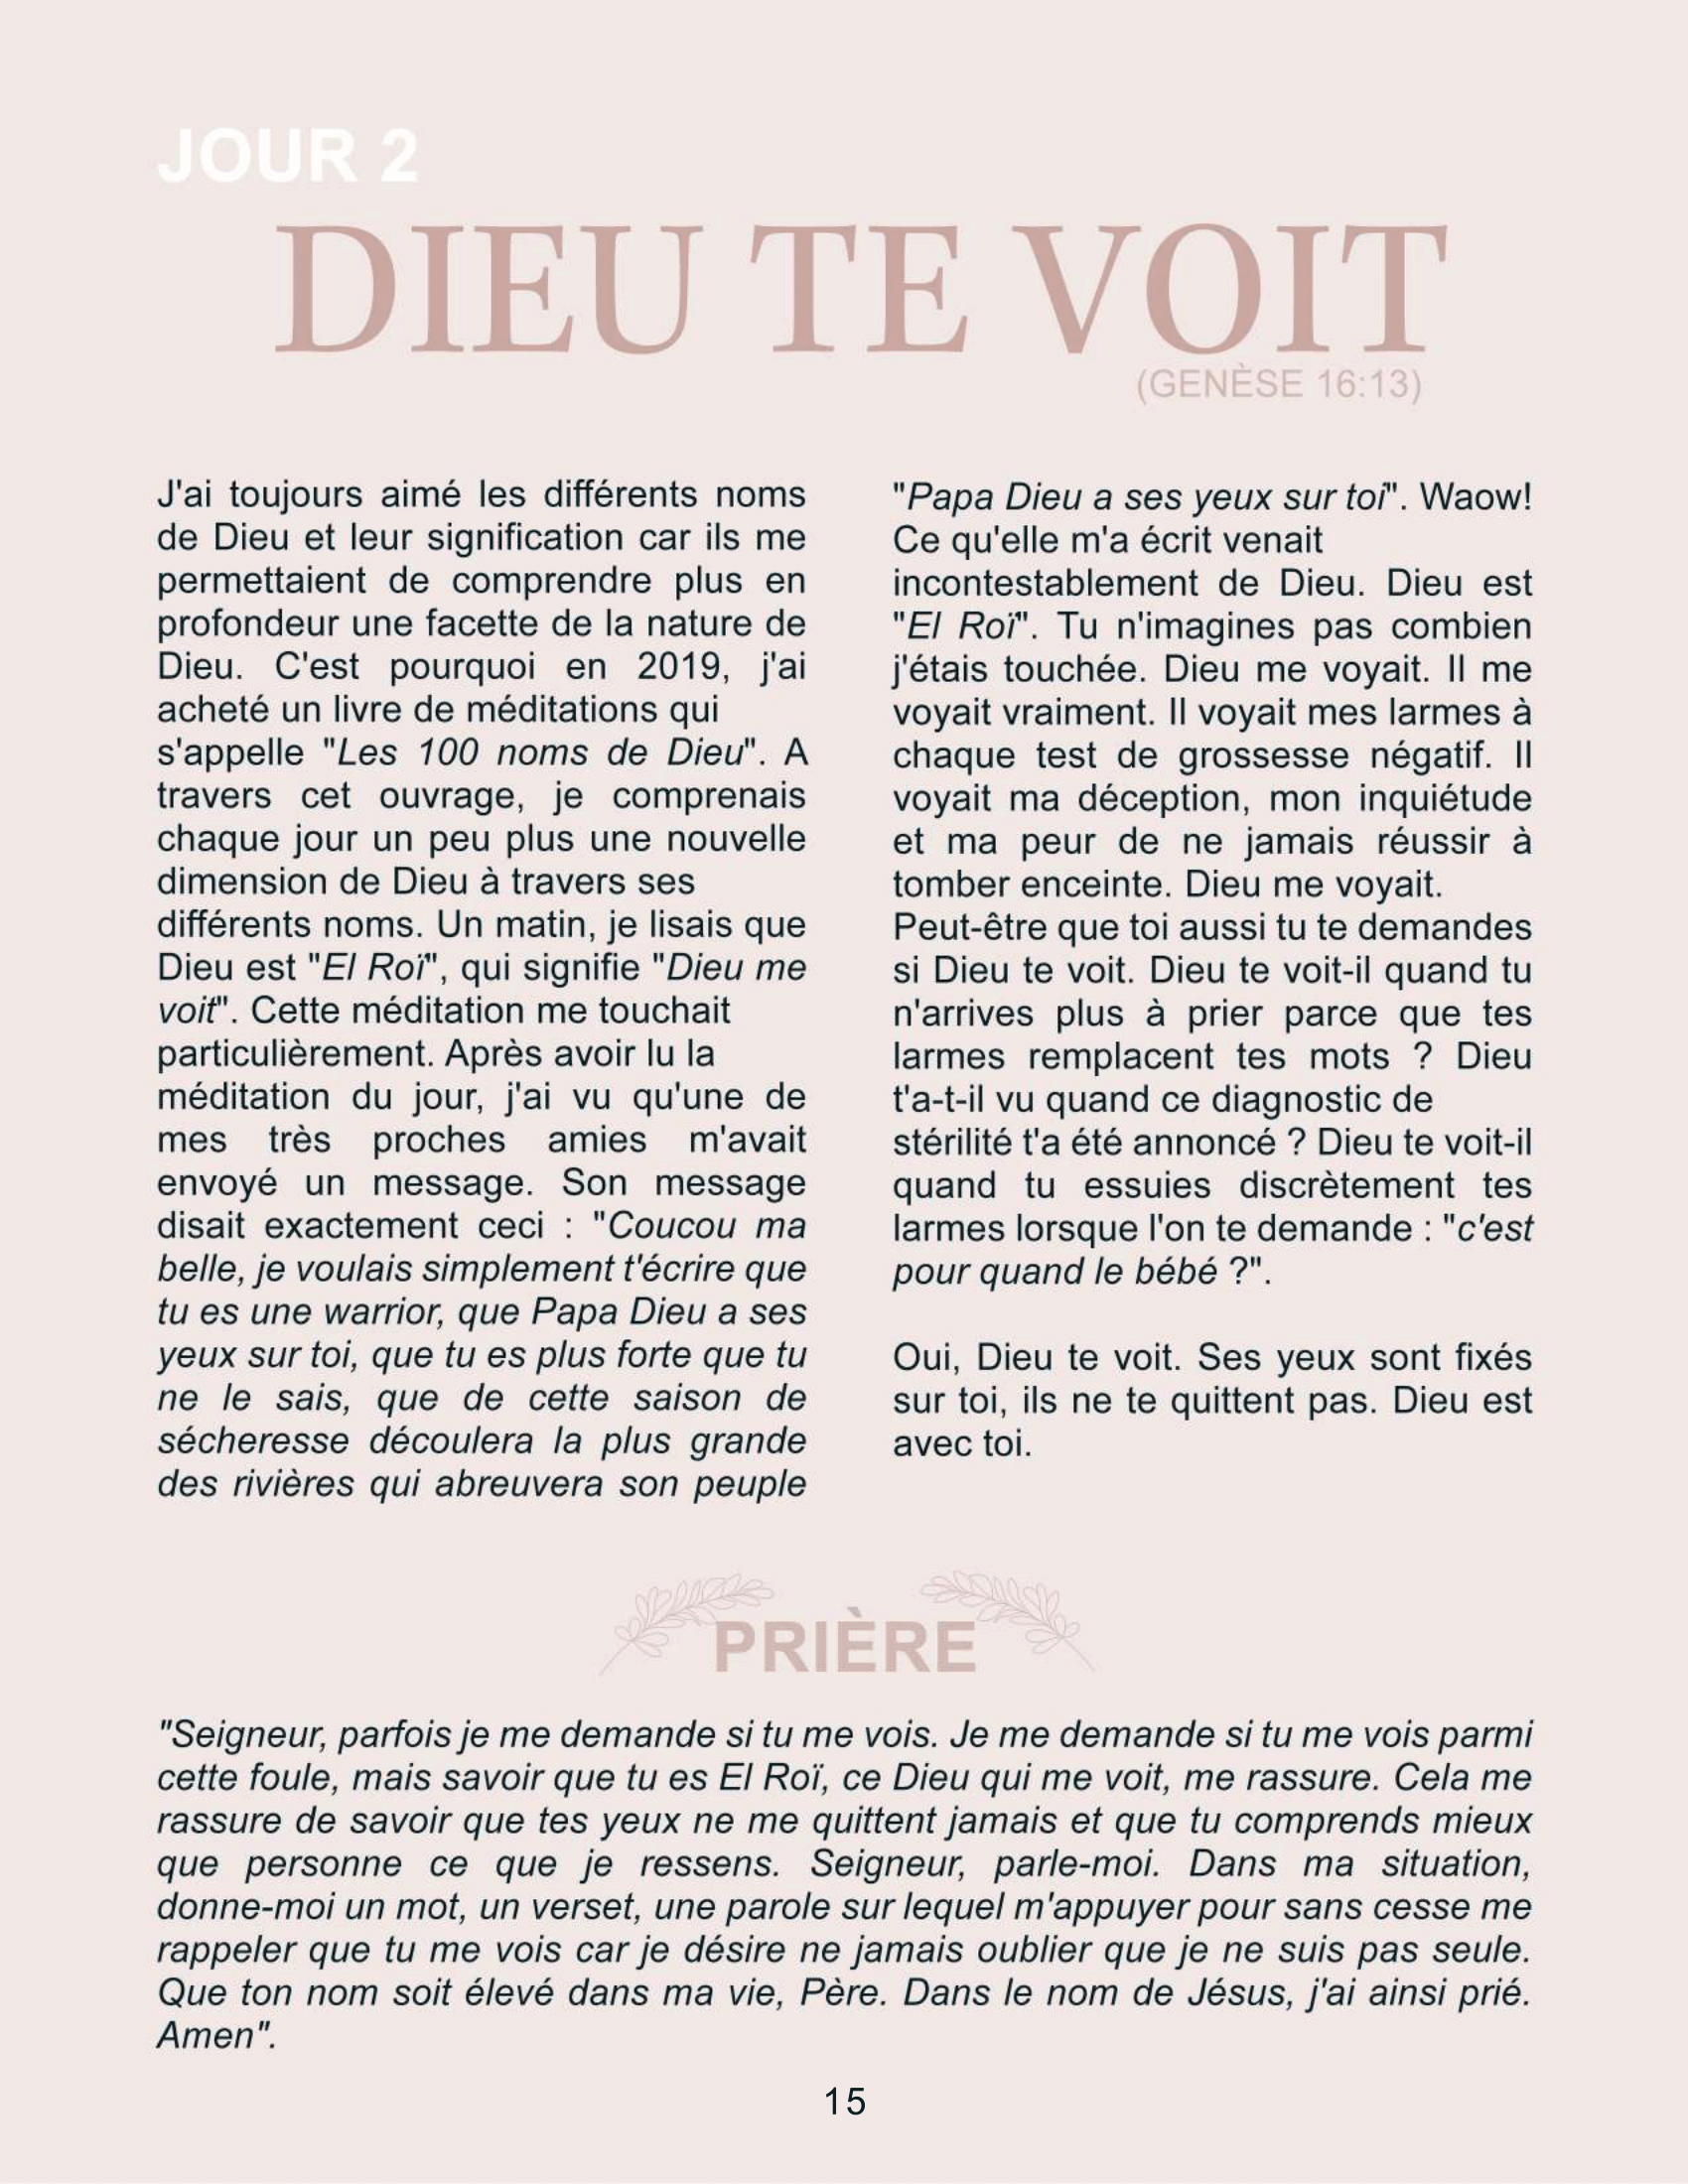 JOUR 2
DIEU TE VOIT
(GENÈSE 16:13)
J'ai toujours aimé les différents noms
de Dieu et leur signification car ils me
permettaient de comprendre plus en
profondeur une facette de la nature de
Dieu. C'est pourquoi en 2019, j'ai
acheté un livre de méditations qui
s'appelle "Les 100 noms de Dieu". A
travers cet ouvrage, je comprenais
chaque jour un peu plus une nouvelle
dimension de Dieu à travers ses
différents noms. Un matin, je lisais que
Dieu est "El Roï", qui signifie "Dieu me
voit". Cette méditation me touchait
particulièrement. Après avoir lu la
méditation du jour, j'ai vu qu'une de
mes très proches amies m'avait
envoyé un message. Son message
disait exactement ceci : "Coucou ma
belle, je voulais simplement t'écrire que
tu es une warrior, que Papa Dieu a ses
yeux sur toi, que tu es plus forte que tu
ne le sais, que de cette saison de
sécheresse découlera la plus grande
des rivières qui abreuvera son peuple
"Papa Dieu a ses yeux sur toi". Waow!
Ce qu'elle m'a écrit venait
incontestablement de Dieu. Dieu est
"El Roï". Tu n'imagines pas combien
j'étais touchée. Dieu me voyait. Il me
voyait vraiment. Il voyait mes larmes à
chaque test de grossesse négatif. Il
voyait ma déception, mon inquiétude
et ma peur de ne jamais réussir à
tomber enceinte. Dieu me voyait.
Peut-être que toi aussi tu te demandes
si Dieu te voit. Dieu te voit-il quand tu
n'arrives plus à prier parce que tes
larmes remplacent tes mots ? Dieu
t'a-t-il vu quand ce diagnostic de
stérilité t'a été annoncé ? Dieu te voit-il
quand tu essuies discrètement tes
larmes lorsque l'on te demande : "c'est
pour quand le bébé ?".
Oui, Dieu te voit. Ses yeux sont fixés
sur toi, ils ne te quittent pas. Dieu est
avec toi.
PRIÈRE
"Seigneur, parfois je me demande si tu me vois. Je me demande si tu me vois parmi
cette foule, mais savoir que tu es El Roï, ce Dieu qui me voit, me rassure. Cela me
rassure de savoir que tes yeux ne me quittent jamais et que tu comprends mieux
que personne ce que je ressens. Seigneur, parle-moi. Dans ma situation,
donne-moi un mot, un verset, une parole sur lequel m'appuyer pour sans cesse me
rappeler que tu me vois car je désire ne jamais oublier que je ne suis pas seule.
Que ton nom soit élevé dans ma vie, Père. Dans le nom de Jésus, j'ai ainsi prié.
Amen".
15